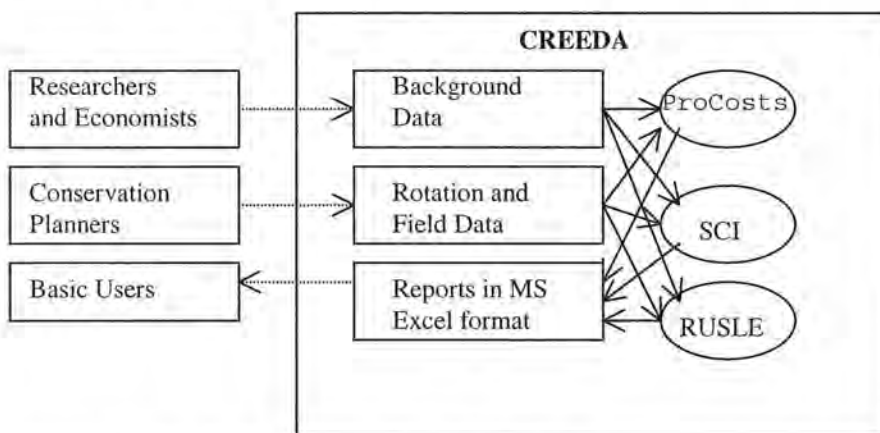 CREEDA
Researchers
and Economists
Background
Data
ProCosts
Conservation
Planners
Rotation and
Field Data
SCI
Basic Users
Reports in MS
Excel format
RUSLE